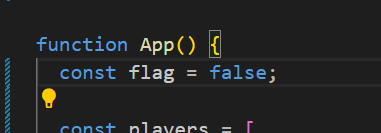 function App() {
const flag = false;
const players = [